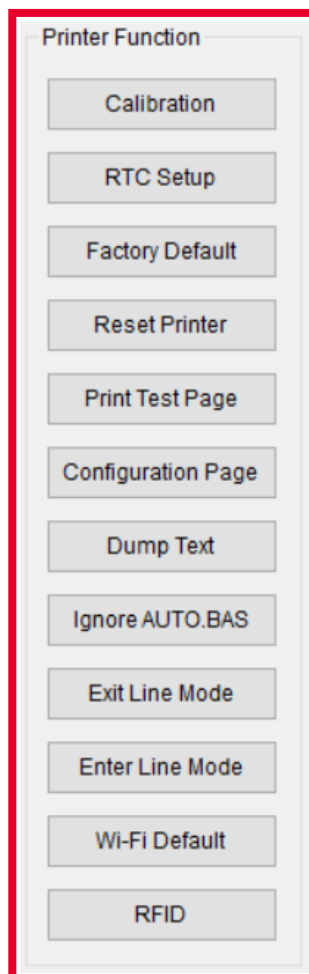 Printer Function
Calibration
RTC Setup
Factory Default
Reset Printer
Print Test Page
Configuration Page
Dump Text
Ignore AUTO.BAS
Exit Line Mode
Enter Line Mode
Wi-Fi Default
RFID